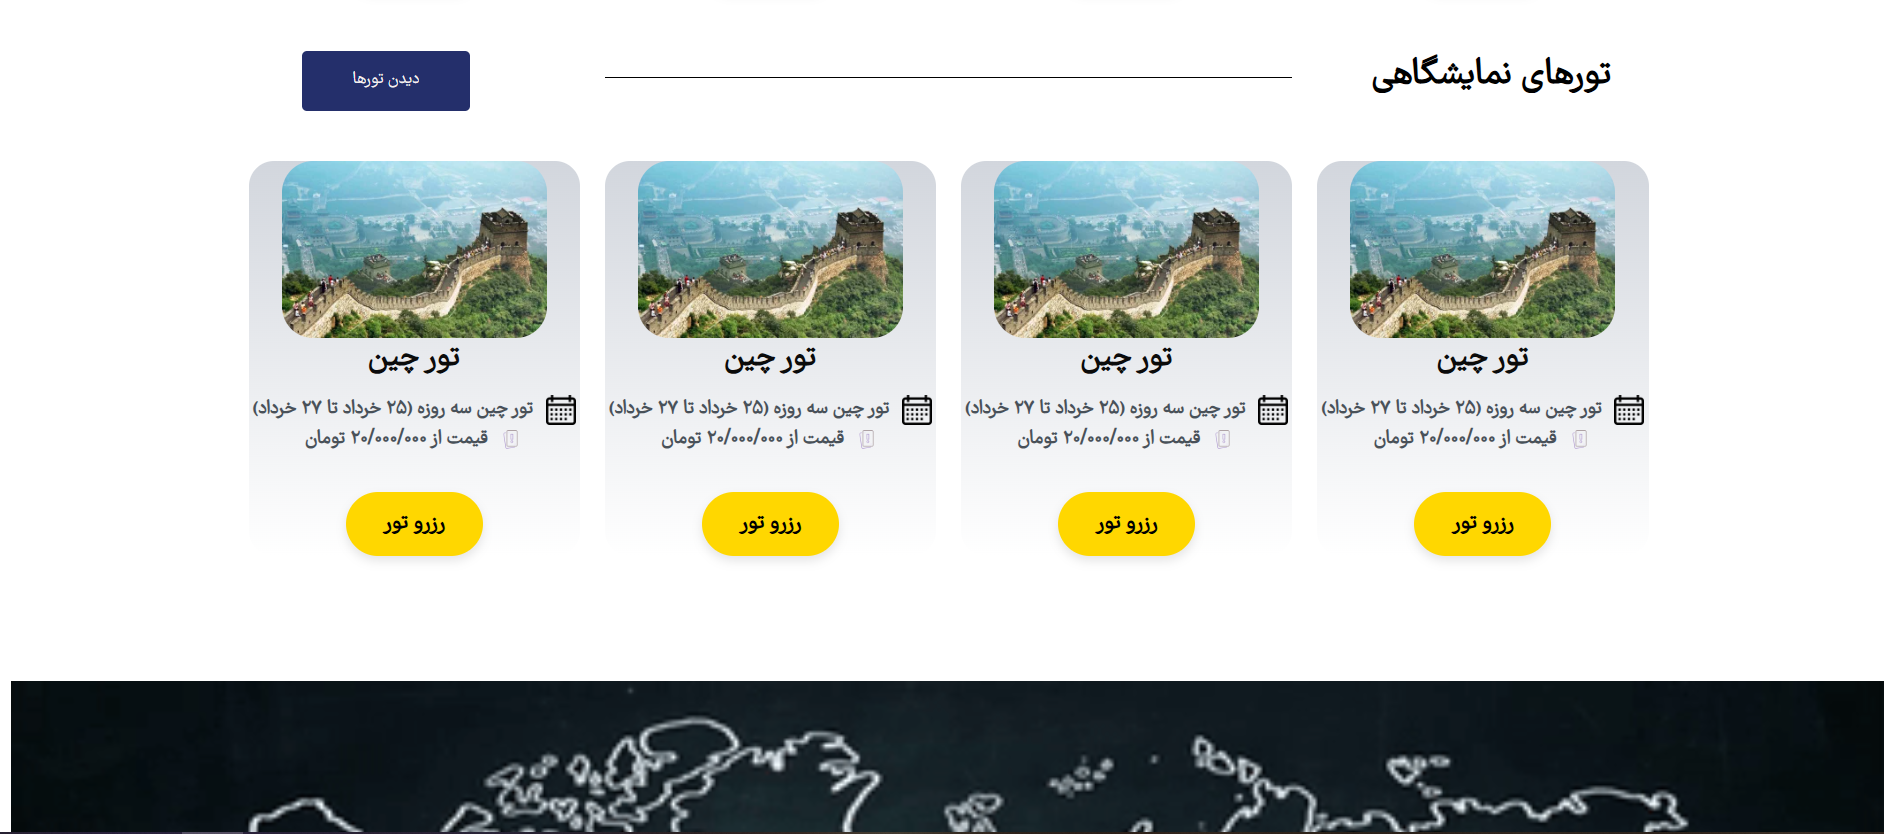 تورهای نمایشگاهی
دیدن تورها
تور چین
تور چین سه روزه (۲۵ خرداد تا ۲۷ خرداد)
قیمت از ۲۰/۰۰۰/۰۰۰ تومان
رزرو تور
تور چین
تور چین سه روزه (۲۵ خرداد تا ۲۷ خرداد)
قیمت از ۲۰/۰۰۰/۰۰۰ تومان
رزرو تور
تور چین
تور چین سه روزه (۲۵ خرداد تا ۲۷ خرداد)
قیمت از ۲۰/۰۰۰/۰۰۰ تومان
رزرو تور
تور چین
تور چین سه روزه (۲۵ خرداد تا ۲۷ خرداد)
قیمت از ۲۰/۰۰۰/۰۰۰ تومان
رزرو تور